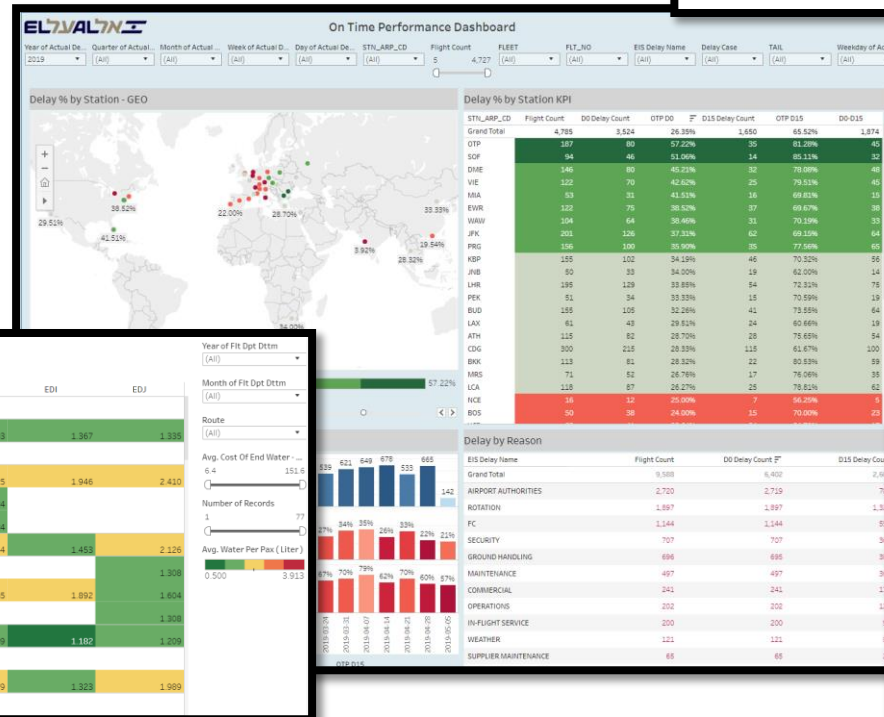 ELלעAL אל
On Time Performance Dashboard
Year of Actual De... Quarter of Actual... Month of Actual ... Week of Actual D... Day of Actual De... STN_ARP_CD Flight Count FLEET FLT_NO EIS Delay Name Delay Case TAIL Weekday of Ac
2019 (All) (All) (All) (All) (All) 5 4,727 (All) (All) (All) (All) (All) (All)
Delay % by Station - GEO
38.52%
29.51%
41.51%
22.00%
28.70%
33.33%
3.92%
19.54%
28.32%
34.00%
57.22%
Delay % by Station KPI
STN_ARP_CD Flight Count D0 Delay Count OTP D0 D15 Delay Count OTP D15 D0-D15
Grand Total 4,785 3,524 26.35% 1,650 65.52% 1,874
OTP 187 80 57.22% 35 81.28% 45
SOF 94 46 51.06% 14 85.11% 32
DME 146 80 45.21% 32 78.08% 48
VIE 122 70 42.62% 25 79.51% 45
MIA 53 31 41.51% 16 69.81% 15
EWR 122 75 38.52% 37 69.67% 38
WAW 104 64 38.46% 31 70.19% 33
JFK 201 126 37.31% 62 69.15% 64
PRG 156 100 35.90% 35 77.56% 65
KBP 155 102 34.19% 46 70.32% 56
JNB 50 33 34.00% 19 62.00% 14
LHR 195 129 33.85% 54 72.31% 75
PEK 51 34 33.33% 15 70.59% 19
BUD 155 105 32.26% 41 73.55% 64
LAX 61 43 29.51% 24 60.66% 19
ATH 115 82 28.70% 28 75.65% 54
CDG 300 215 28.33% 115 61.67% 100
BKK 113 81 28.32% 22 80.53% 59
MRS 71 52 26.76% 17 76.06% 35
LCA 118 87 26.27% 25 78.81% 62
NCE 16 12 25.00% 7 56.25% 5
BOS 50 38 24.00% 15 70.00% 23
Delay by Reason
EIS Delay Name Flight Count D0 Delay Count D15 Delay Cou
Grand Total 9,588 6,402
AIRPORT AUTHORITIES 2,720 2,719
ROTATION 1,897 1,897
FC 1,144 1,144
SECURITY 707 707
GROUND HANDLING 696 695
MAINTENANCE 497 497
COMMERCIAL 241 241
OPERATIONS 202 202
IN-FLIGHT SERVICE 200 200
WEATHER 121 121
SUPPLIER MAINTENANCE 65 65
539 621 649 678 533 665 142
27% 34% 35% 26% 33% 22% 21%
67% 70% 79% 62% 70% 60% 57%
2019-03-24
2019-03-31
2019-04-07
2019-04-14
2019-04-21
2019-04-28
2019-05-05
OTP D15
EDI EDJ
1.367 1.335
1.946 2.410
1.453 2.126
1.308
1.892 1.604
1.308
1.182 1.209
1.323 1.989
Year of Flt Dpt Dttm
(All)
Month of Flt Dpt Dttm
(All)
Route
(All)
Avg. Cost Of End Water - ...
6.4 151.6
Number of Records
1 77
Avg. Water Per Pax ( Liter )
0.500 3.913